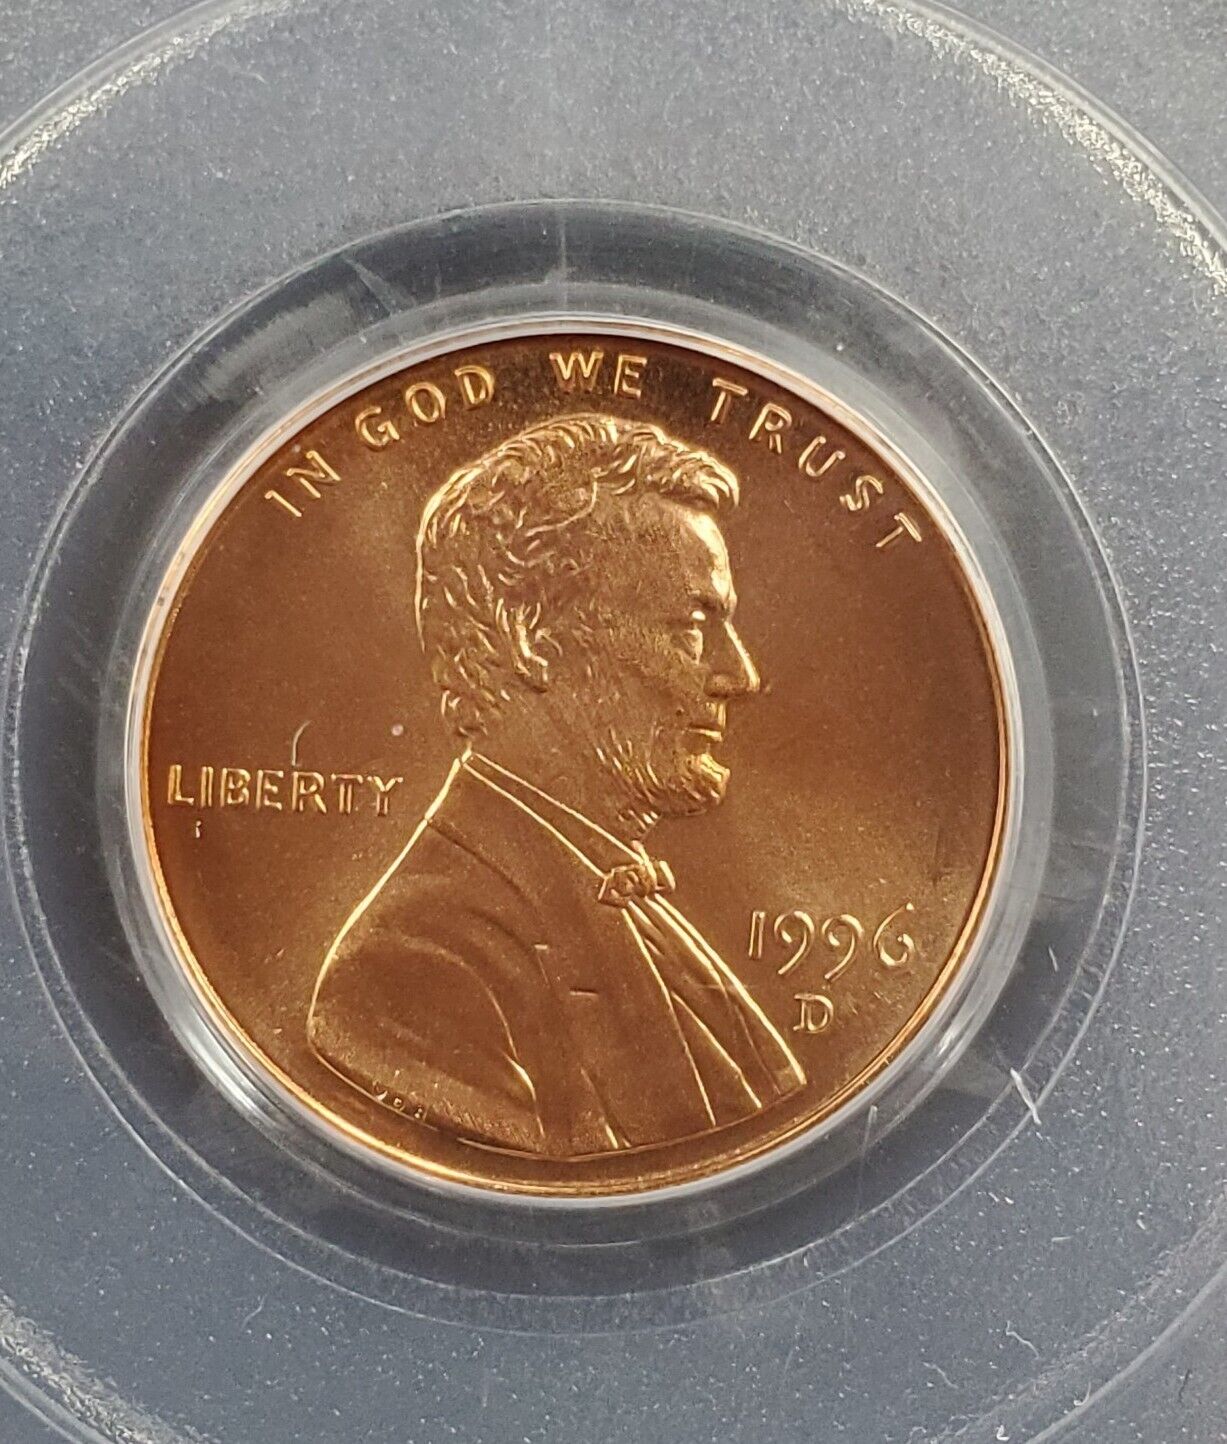 IN GOD WE TRUST
LIBERTY
1996
D